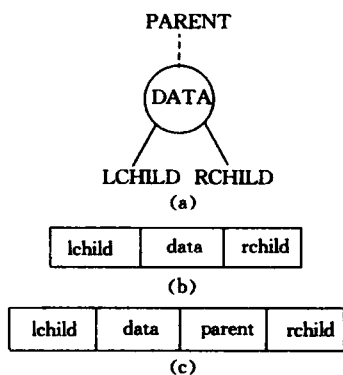 PARENT
DATA
LCHILD RCHILD
(a)
lchild data rchild
(b)
lchild data parent rchild
(c)